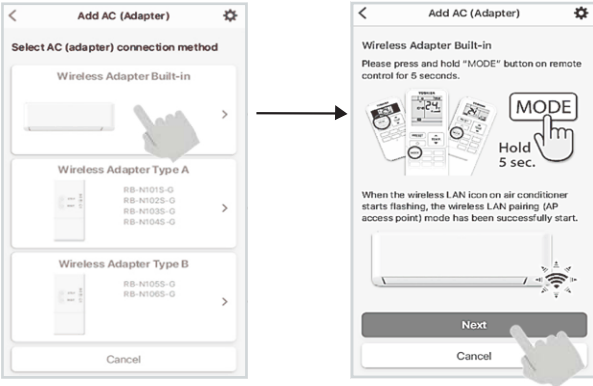 Add AC (Adapter)
Select AC (adapter) connection method
Wireless Adapter Built-in
Wireless Adapter Type A
RB-N101S-G
RB-N102S-G
RB-N103S-G
RB-N104S-G
Wireless Adapter Type B
RB-N105S-G
RB-N106S-G
Cancel
Add AC (Adapter)
Wireless Adapter Built-in
Please press and hold "MODE" button on remote
control for 5 seconds.
MODE
Hold
5 sec.
When the wireless LAN icon on air conditioner
starts flashing, the wireless LAN pairing (AP
access point) mode has been successfully start.
Next
Cancel